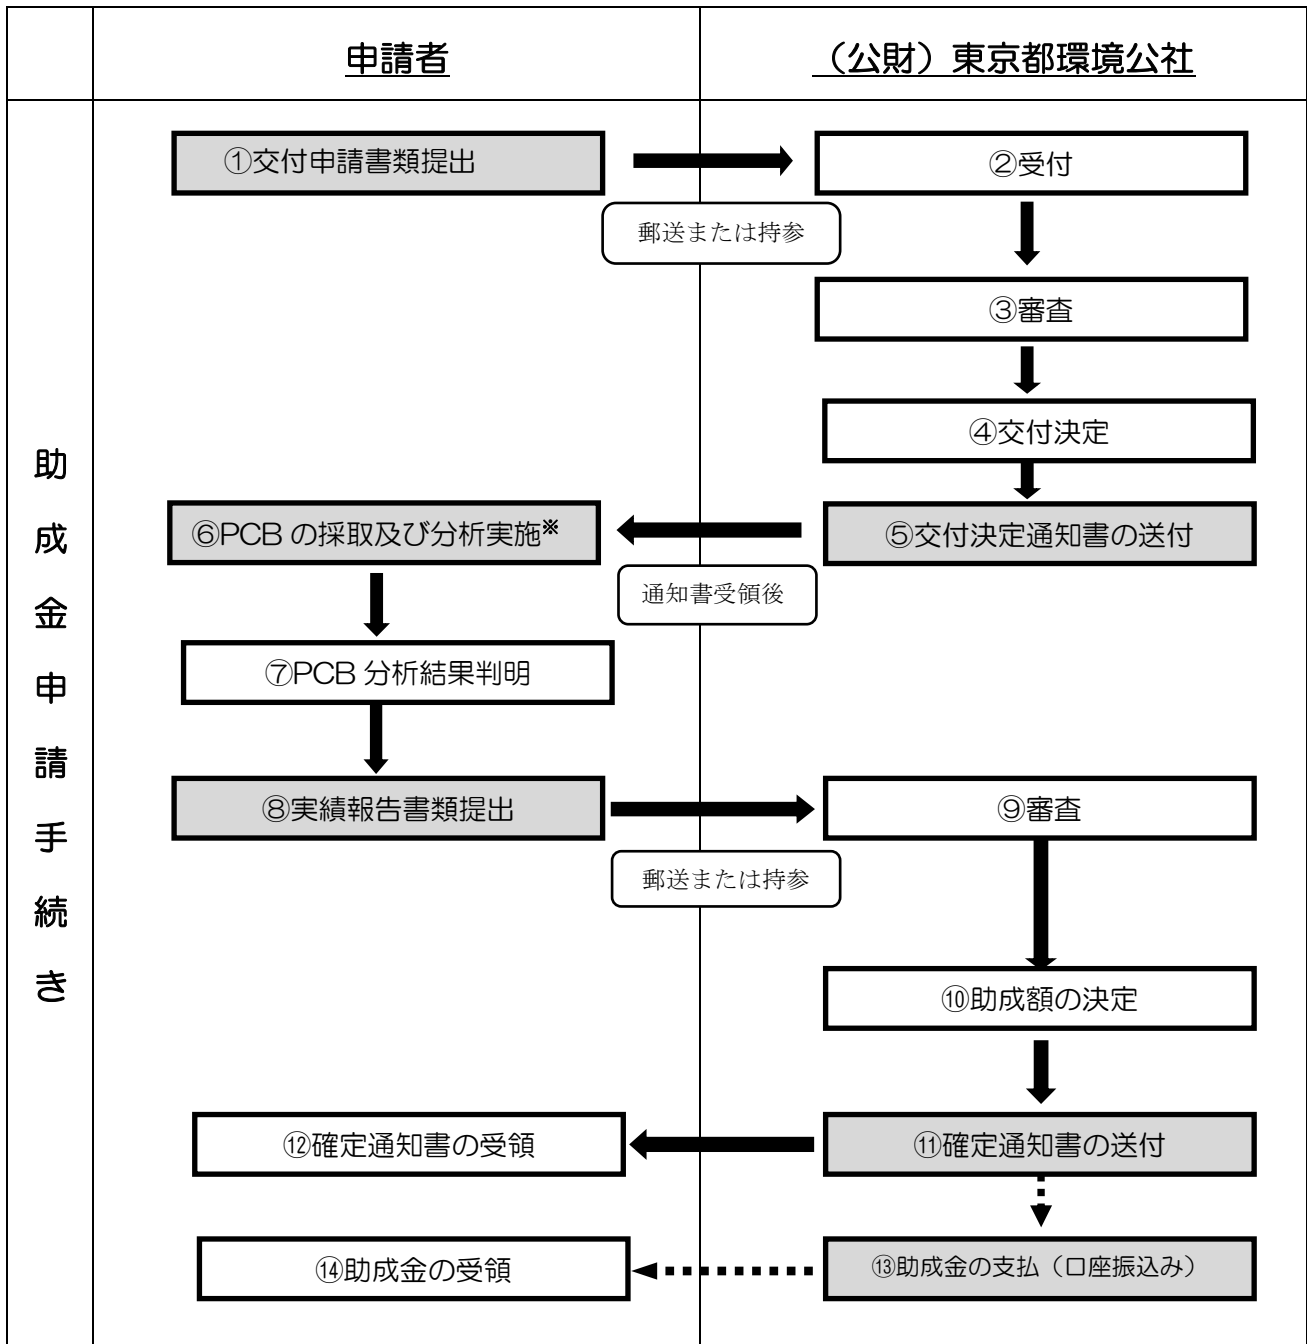 申請者
（公財）東京都環境公社
助成金申請手続き
①交付申請書類提出
②受付
郵送または持参
③審査
④交付決定
⑤交付決定通知書の送付
⑥PCB の採取及び分析実施※
通知書受領後
⑦PCB 分析結果判明
⑧実績報告書類提出
⑨審査
郵送または持参
⑩助成額の決定
⑪確定通知書の送付
⑫確定通知書の受領
⑬助成金の支払（口座振込み）
⑭助成金の受領